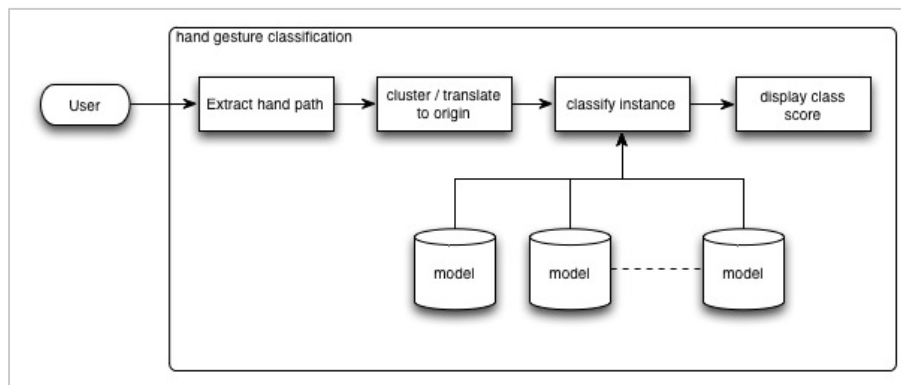 hand gesture classification
User
Extract hand path
cluster / translate
to origin
classify instance
display class
score
model
model
model